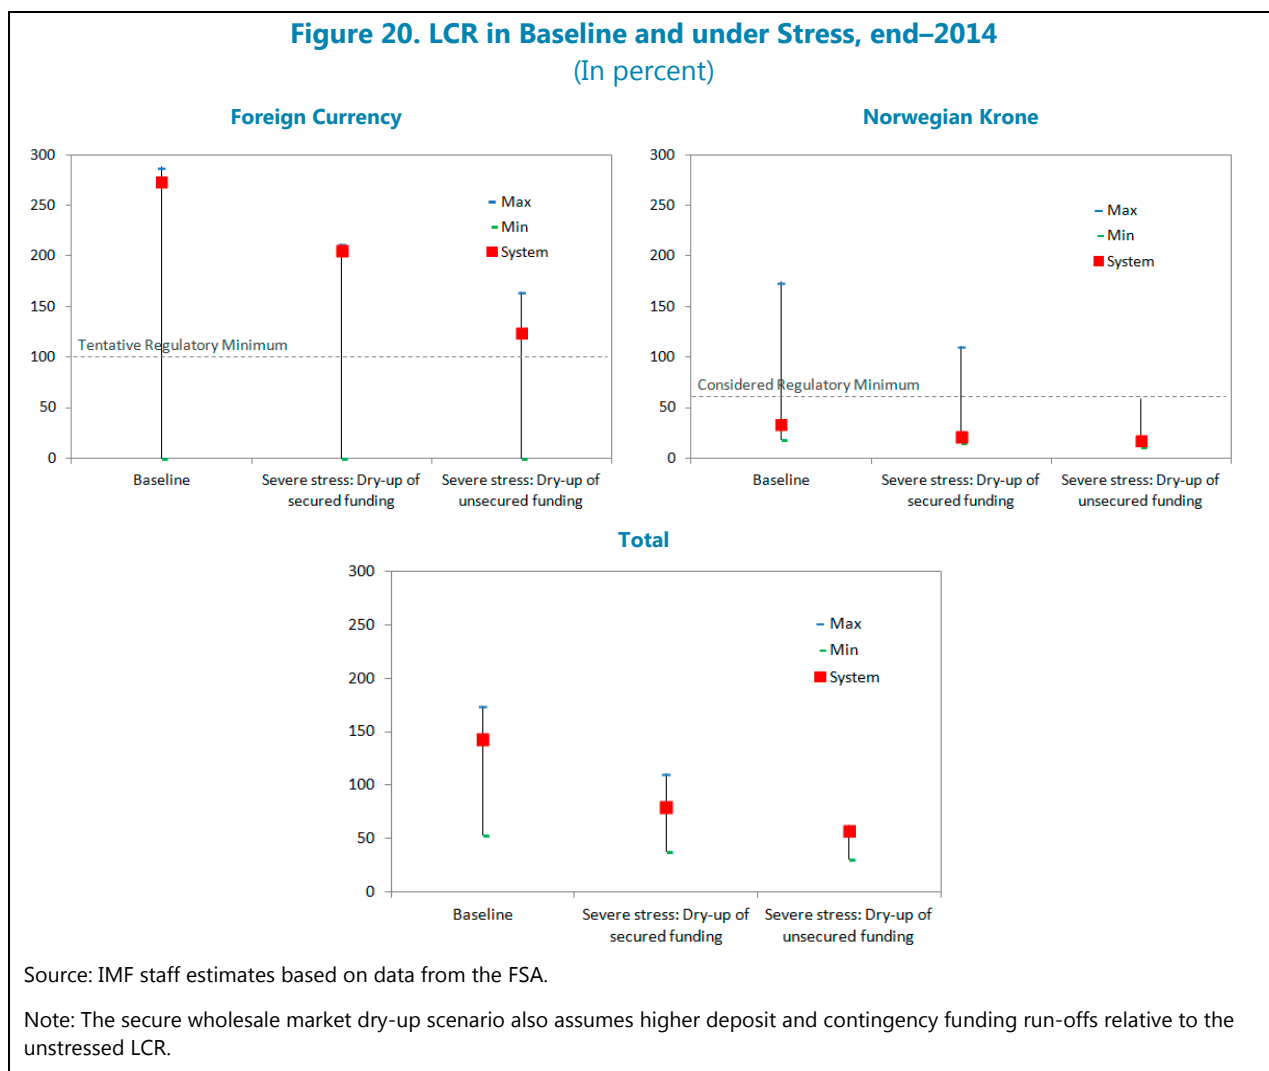 Figure 20. LCR in Baseline and under Stress, end–2014
(In percent)
Foreign Currency
300
250
200
150
100
50
0
Max
Min
System
Tentative Regulatory Minimum
Baseline
Severe stress: Dry-up of
secured funding
Severe stress: Dry-up of
unsecured funding
Norwegian Krone
300
250
200
150
100
50
0
Max
Min
System
Considered Regulatory Minimum
Baseline
Severe stress: Dry-up of
secured funding
Severe stress: Dry-up of
unsecured funding
Total
300
250
200
150
100
50
0
Max
Min
System
Baseline
Severe stress: Dry-up of
secured funding
Severe stress: Dry-up of
unsecured funding
Source: IMF staff estimates based on data from the FSA.
Note: The secure wholesale market dry-up scenario also assumes higher deposit and contingency funding run-offs relative to the
unstressed LCR.